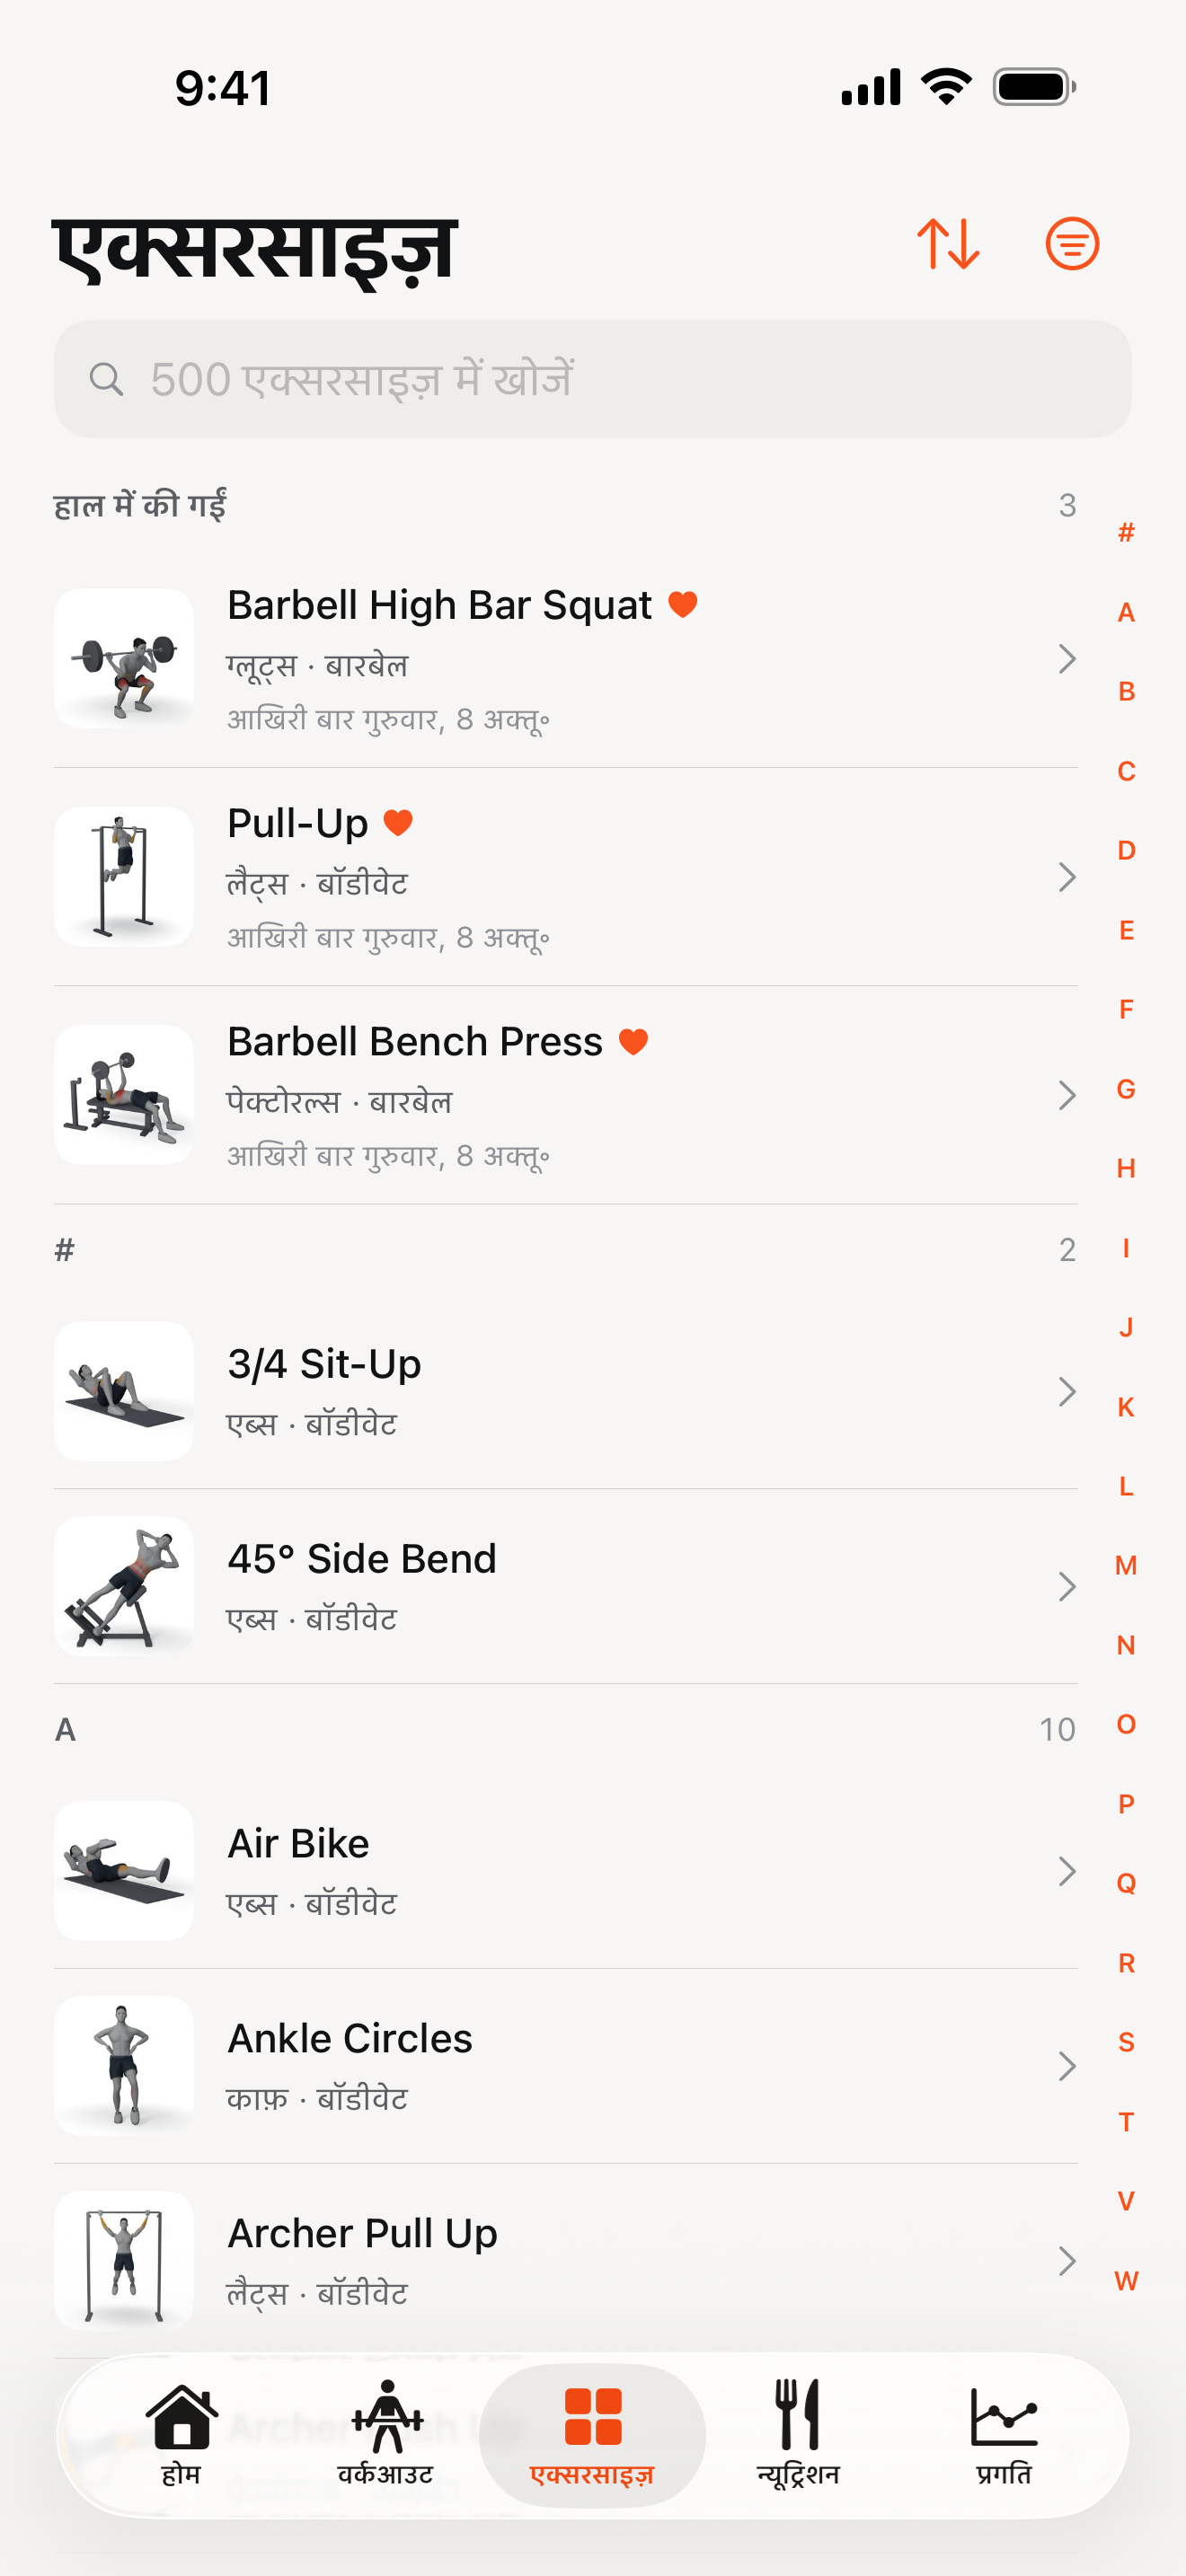 9:41
एक्सरसाइज़
500 एक्सरसाइज़ में खोजें
हाल में की गईं 3
Barbell High Bar Squat
ग्लूट्स · बारबेल
आखिरी बार गुरुवार, 8 अक्तू॰
Pull-Up
लैट्स · बॉडीवेट
आखिरी बार गुरुवार, 8 अक्तू॰
Barbell Bench Press
पेक्टोरल्स · बारबेल
आखिरी बार गुरुवार, 8 अक्तू॰
# 2
3/4 Sit-Up
एब्स · बॉडीवेट
45° Side Bend
एब्स · बॉडीवेट
A 10
Air Bike
एब्स · बॉडीवेट
Ankle Circles
काफ़ · बॉडीवेट
Archer Pull Up
लैट्स · बॉडीवेट
Archer Push Up
#
A
B
C
D
E
F
G
H
I
J
K
L
M
N
O
P
Q
R
S
T
V
W
होम
वर्कआउट
एक्सरसाइज़
न्यूट्रिशन
प्रगति